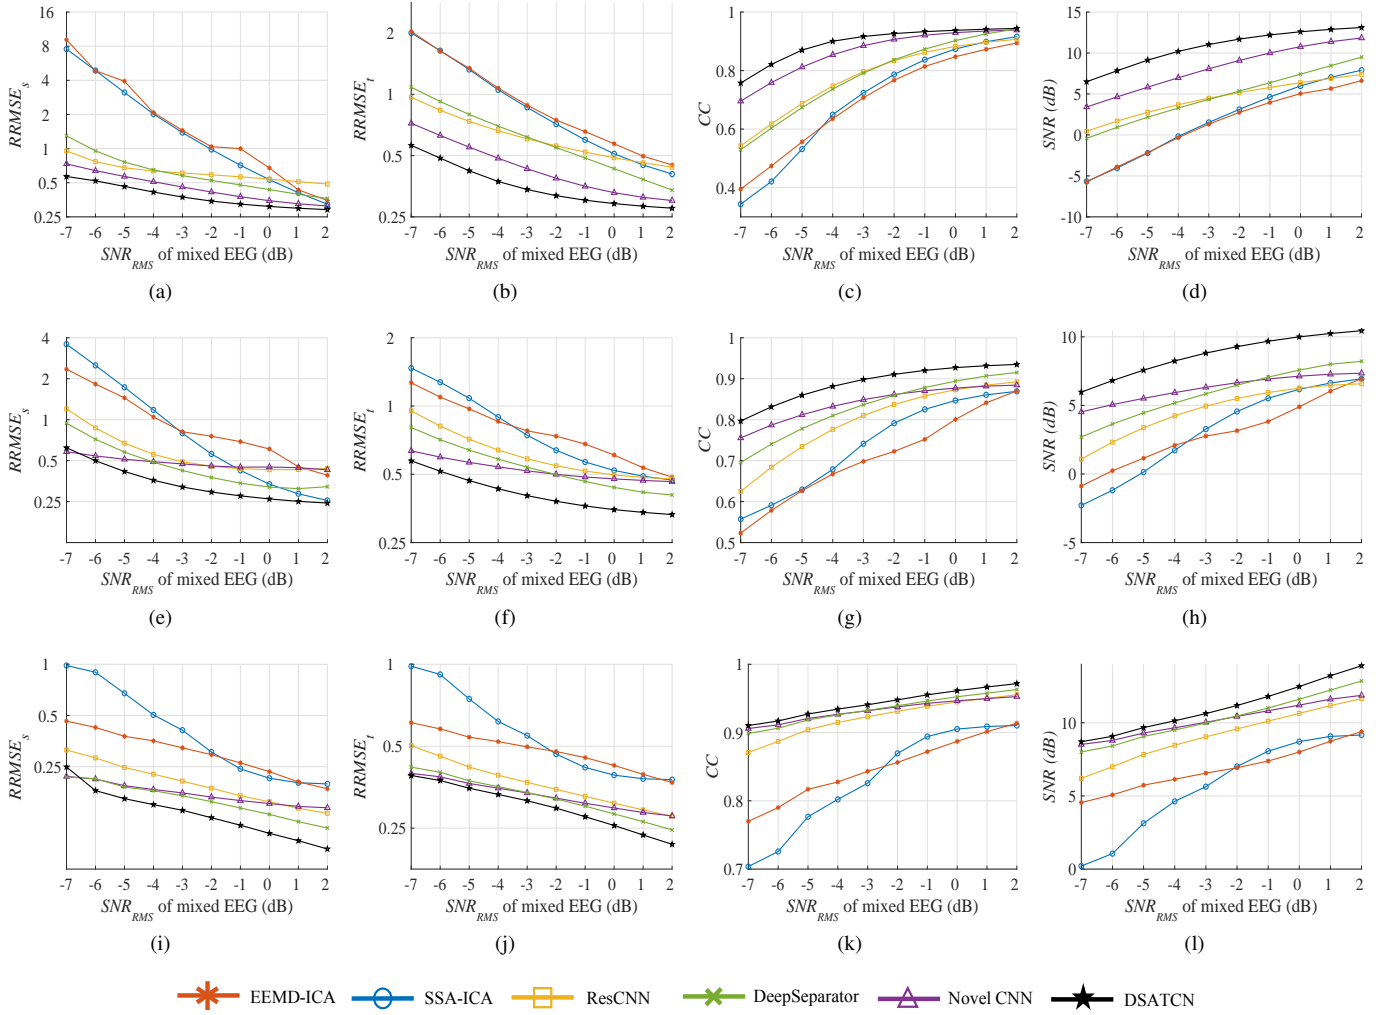 16
8
4
2
1
0.5
0.25
RRMSE_s
-7 -6 -5 -4 -3 -2 -1 0 1 2
SNR_RMS of mixed EEG (dB)
(a)
2
1
0.5
0.25
RRMSE_t
-7 -6 -5 -4 -3 -2 -1 0 1 2
SNR_RMS of mixed EEG (dB)
(b)
1
0.8
0.6
0.4
CC
-7 -6 -5 -4 -3 -2 -1 0 1 2
SNR_RMS of mixed EEG (dB)
(c)
15
10
5
0
-5
-10
SNR (dB)
-7 -6 -5 -4 -3 -2 -1 0 1 2
SNR_RMS of mixed EEG (dB)
(d)
4
2
1
0.5
0.25
RRMSE_s
-7 -6 -5 -4 -3 -2 -1 0 1 2
SNR_RMS of mixed EEG (dB)
(e)
2
1
0.5
0.25
RRMSE_t
-7 -6 -5 -4 -3 -2 -1 0 1 2
SNR_RMS of mixed EEG (dB)
(f)
1
0.9
0.8
0.7
0.6
0.5
CC
-7 -6 -5 -4 -3 -2 -1 0 1 2
SNR_RMS of mixed EEG (dB)
(g)
10
5
0
-5
SNR (dB)
-7 -6 -5 -4 -3 -2 -1 0 1 2
SNR_RMS of mixed EEG (dB)
(h)
1
0.5
0.25
RRMSE_s
-7 -6 -5 -4 -3 -2 -1 0 1 2
SNR_RMS of mixed EEG (dB)
(i)
1
0.5
0.25
RRMSE_t
-7 -6 -5 -4 -3 -2 -1 0 1 2
SNR_RMS of mixed EEG (dB)
(j)
1
0.9
0.8
0.7
CC
-7 -6 -5 -4 -3 -2 -1 0 1 2
SNR_RMS of mixed EEG (dB)
(k)
10
5
0
SNR (dB)
-7 -6 -5 -4 -3 -2 -1 0 1 2
SNR_RMS of mixed EEG (dB)
(l)
EEMD-ICA SSA-ICA ResCNN DeepSeparator Novel CNN DSATCN